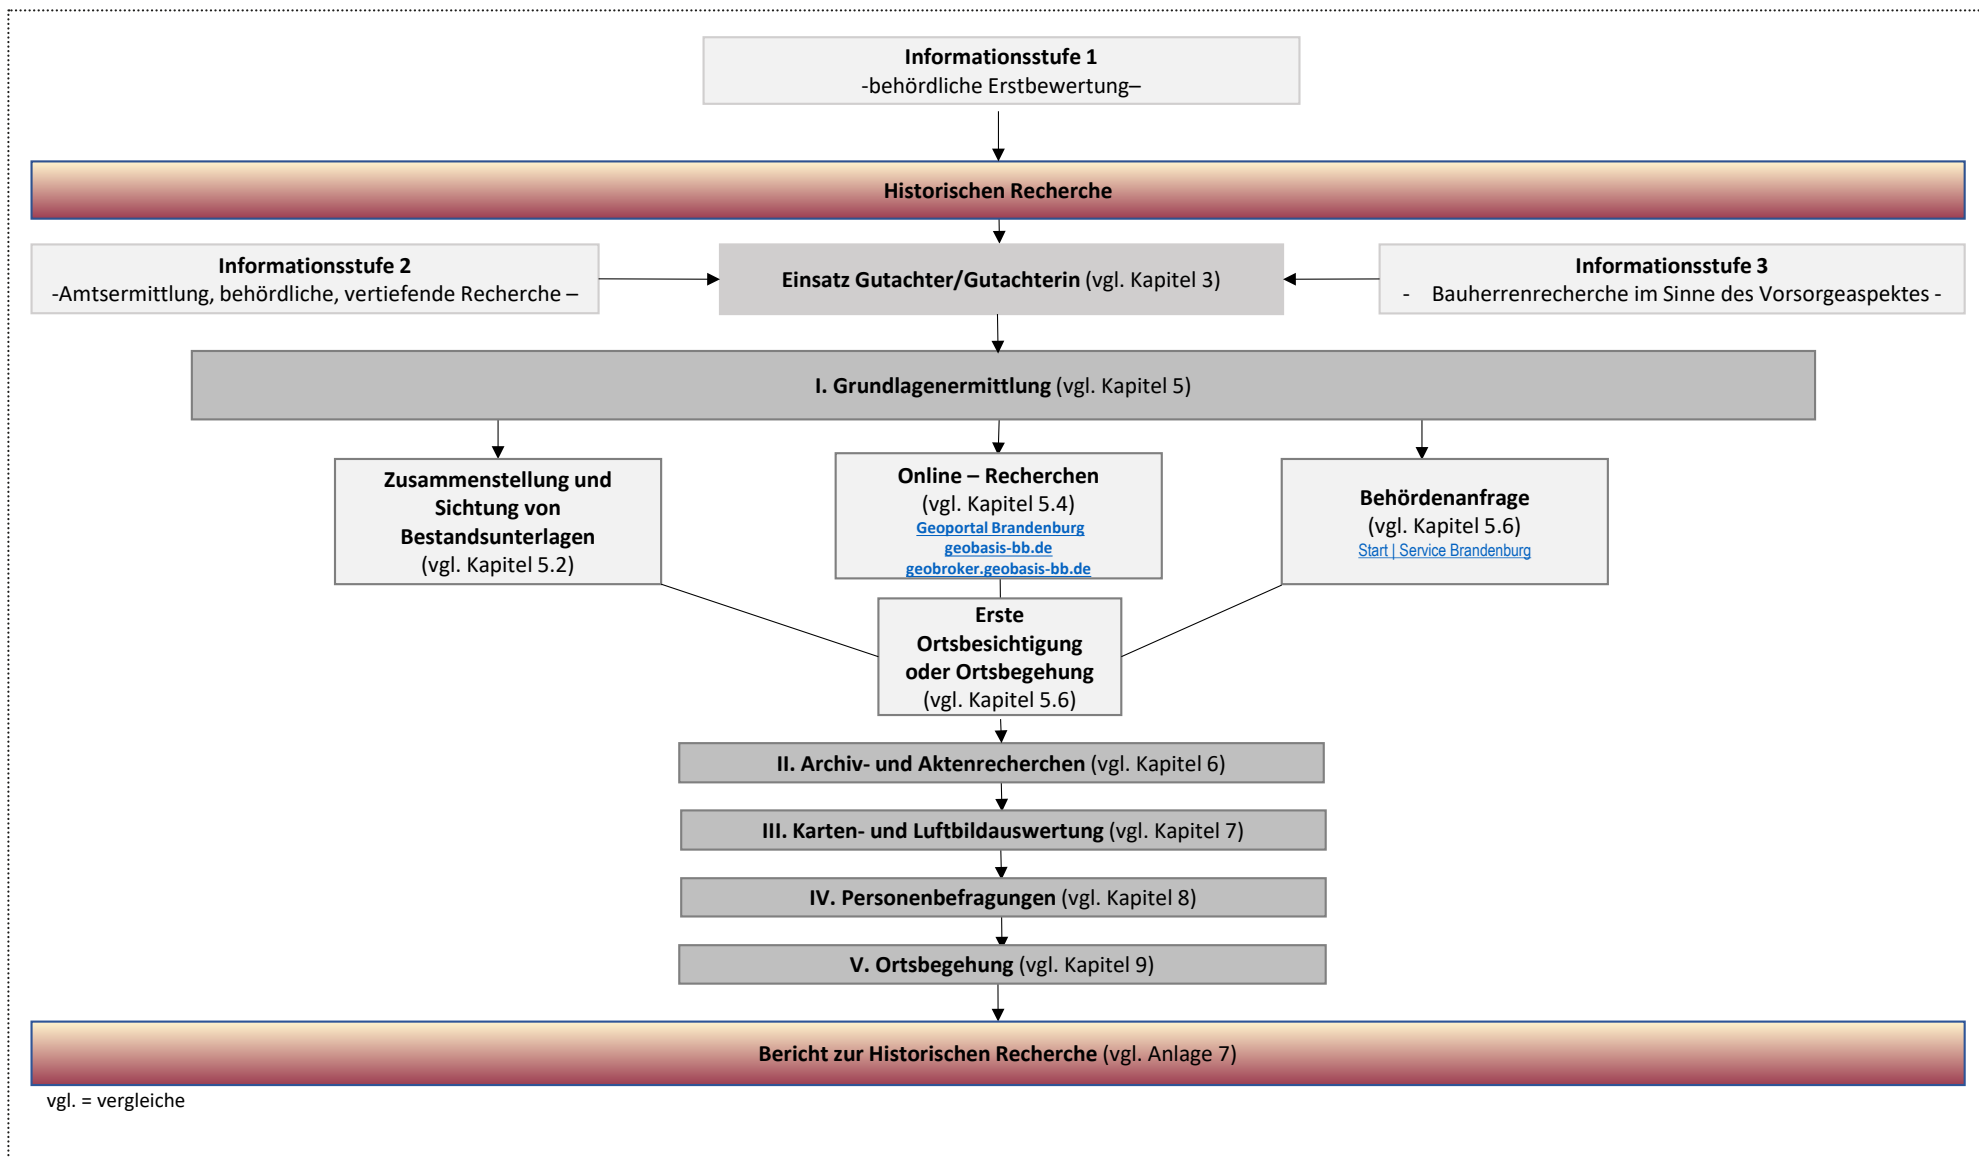 Informationsstufe 1
-behördliche Erstbewertung–
Historischen Recherche
Informationsstufe 2
-Amtsermittlung, behördliche, vertiefende Recherche –
Einsatz Gutachter/Gutachterin (vgl. Kapitel 3)
Informationsstufe 3
- Bauherrenrecherche im Sinne des Vorsorgeaspektes -
I. Grundlagenermittlung (vgl. Kapitel 5)
Zusammenstellung und
Sichtung von
Bestandsunterlagen
(vgl. Kapitel 5.2)
Online – Recherchen
(vgl. Kapitel 5.4)
Geoportal Brandenburg
geobasis-bb.de
geobroker.geobasis-bb.de
Behördenanfrage
(vgl. Kapitel 5.6)
Start | Service Brandenburg
Erste
Ortsbesichtigung
oder Ortsbegehung
(vgl. Kapitel 5.6)
II. Archiv- und Aktenrecherchen (vgl. Kapitel 6)
III. Karten- und Luftbildauswertung (vgl. Kapitel 7)
IV. Personenbefragungen (vgl. Kapitel 8)
V. Ortsbegehung (vgl. Kapitel 9)
Bericht zur Historischen Recherche (vgl. Anlage 7)
vgl. = vergleiche